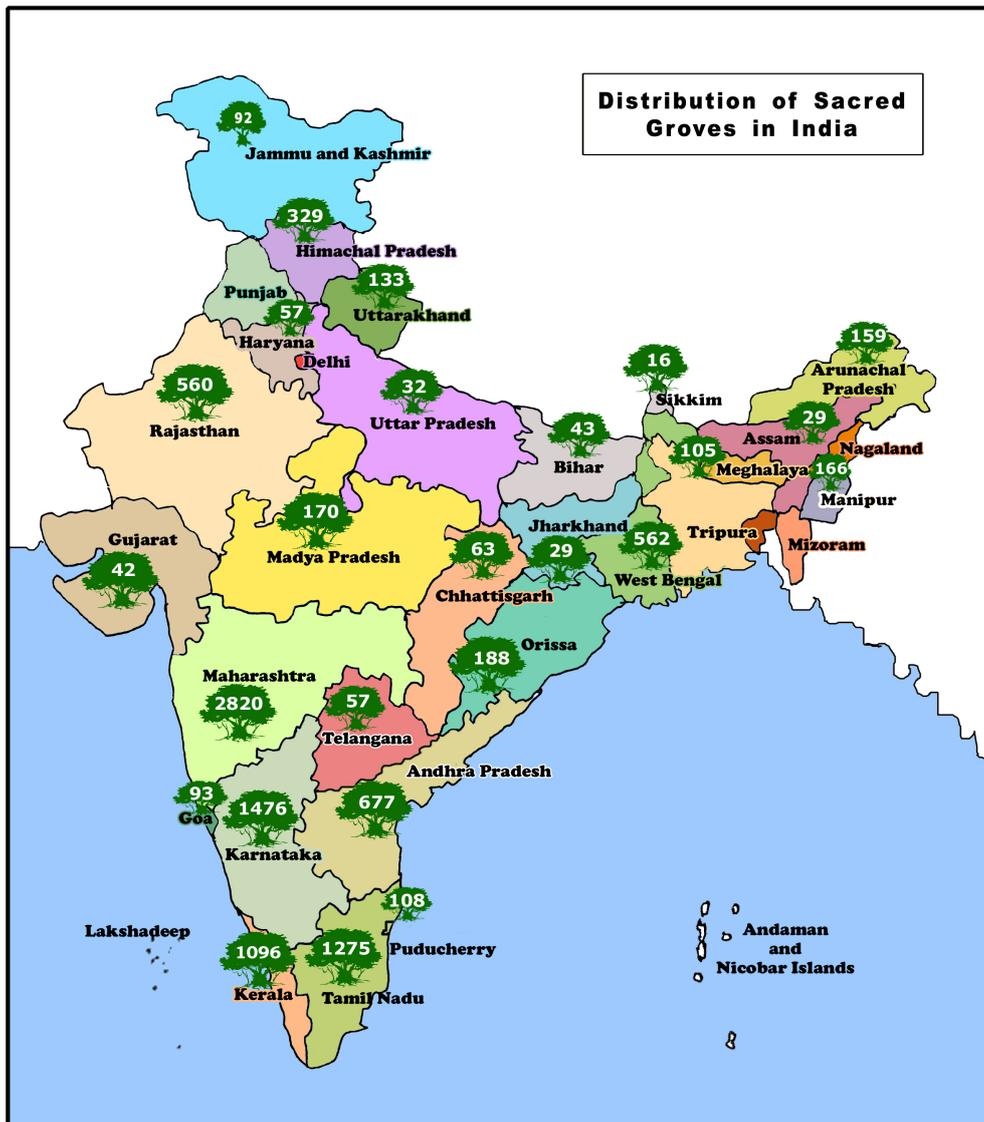 Distribution of Sacred
Groves in India
92
Jammu and Kashmir
329
Himachal Pradesh
133
Uttarakhand
Punjab
57
Haryana
Delhi
560
Rajasthan
32
Uttar Pradesh
16
Sikkim
159
Arunachal
Pradesh
43
Bihar
29
Assam
Nagaland
105
Meghalaya
166
Manipur
170
Madya Pradesh
Gujarat
42
63
Chhattisgarh
Jharkhand
29
562
West Bengal
Tripura
Mizoram
188
Orissa
Maharashtra
2820
57
Telangana
Andhra Pradesh
677
93
Goa
1476
Karnataka
108
Puducherry
Lakshadeep
1096
Kerala
1275
Tamil Nadu
Andaman
and
Nicobar Islands